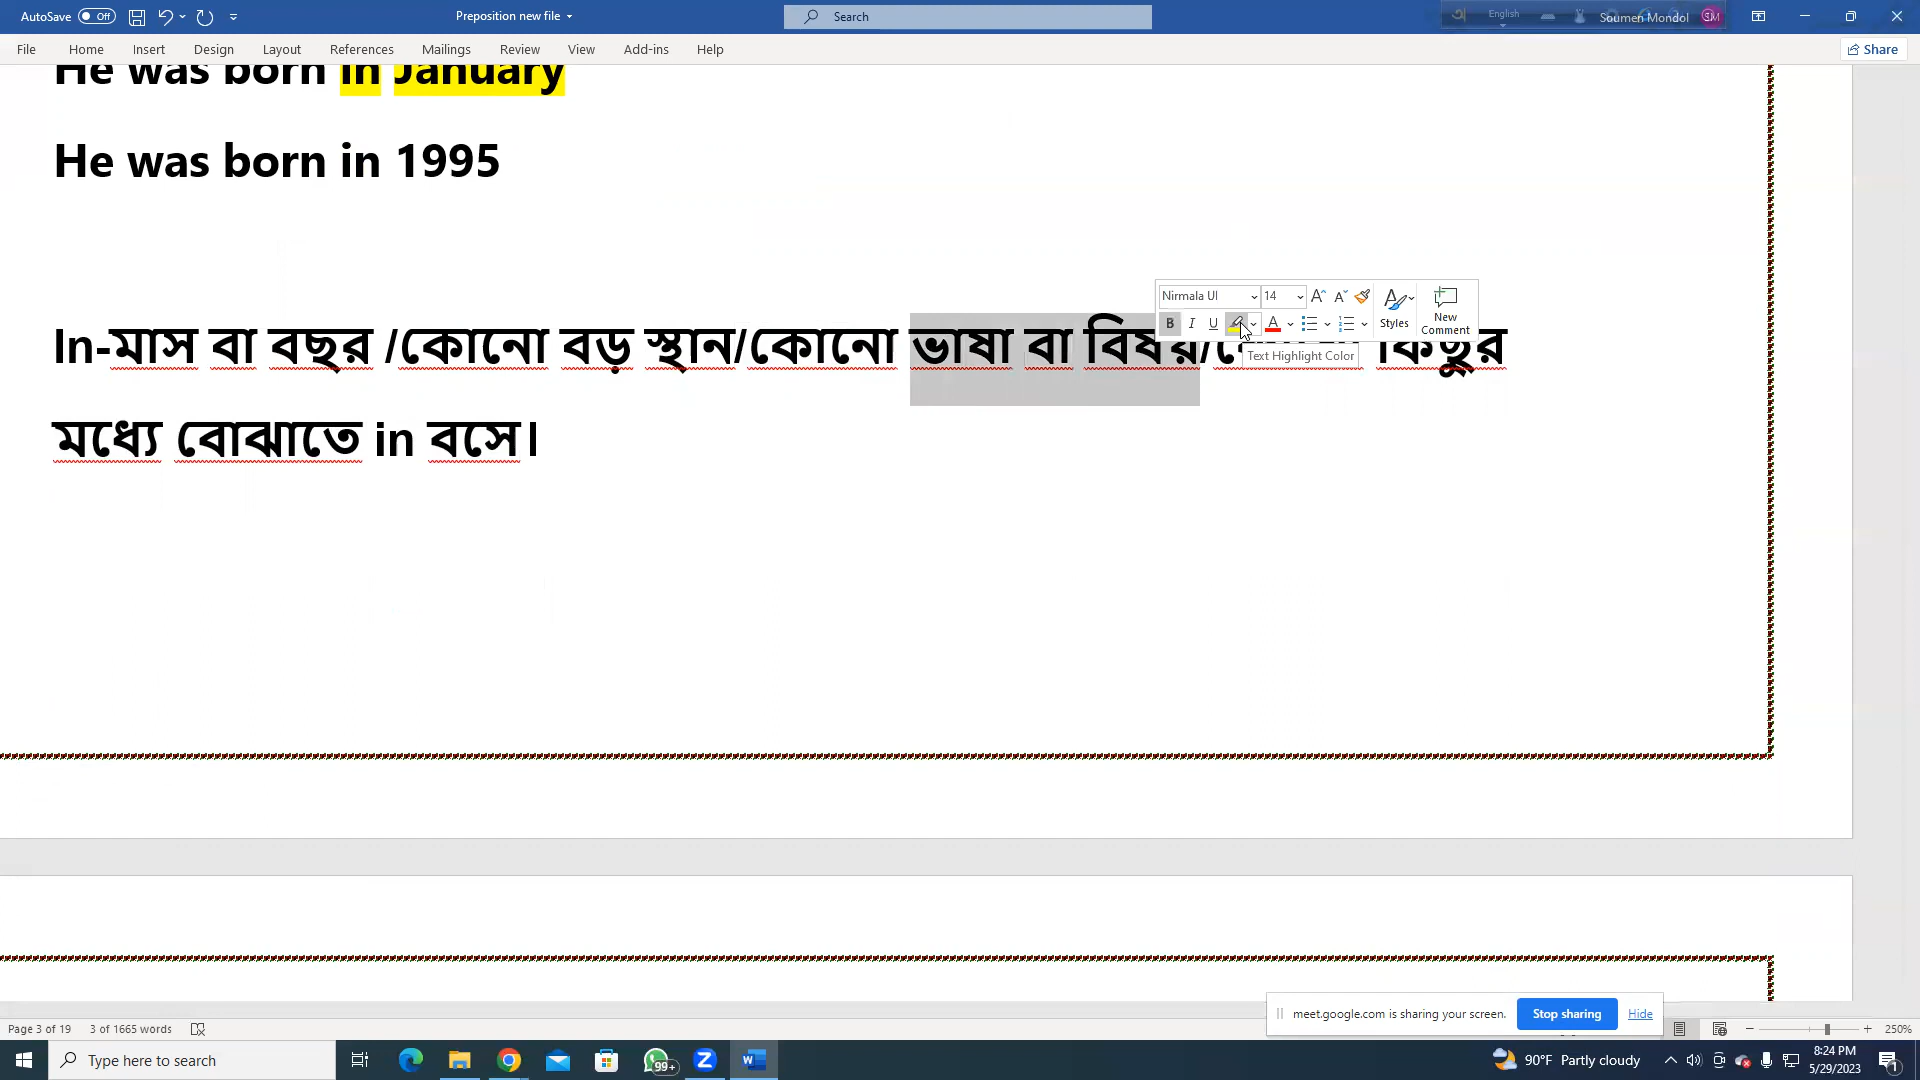 AutoSave Off Preposition new file Search English Soumen Mondol SM
File Home Insert Design Layout References Mailings Review View Add-ins Help Share
He was born in January
He was born in 1995
Nirmala UI 14 Styles New Comment
B I U A
Text Highlight Color
In-মাস বা বছর /কোনো বড় স্থান/কোনো ভাষা বা বিষয়/ কিছুর
মধ্যে বোঝাতে in বসে।
meet.google.com is sharing your screen. Stop sharing Hide
Page 3 of 19 3 of 1665 words 250%
Type here to search 99+ 90°F Partly cloudy 8:24 PM
5/29/2023